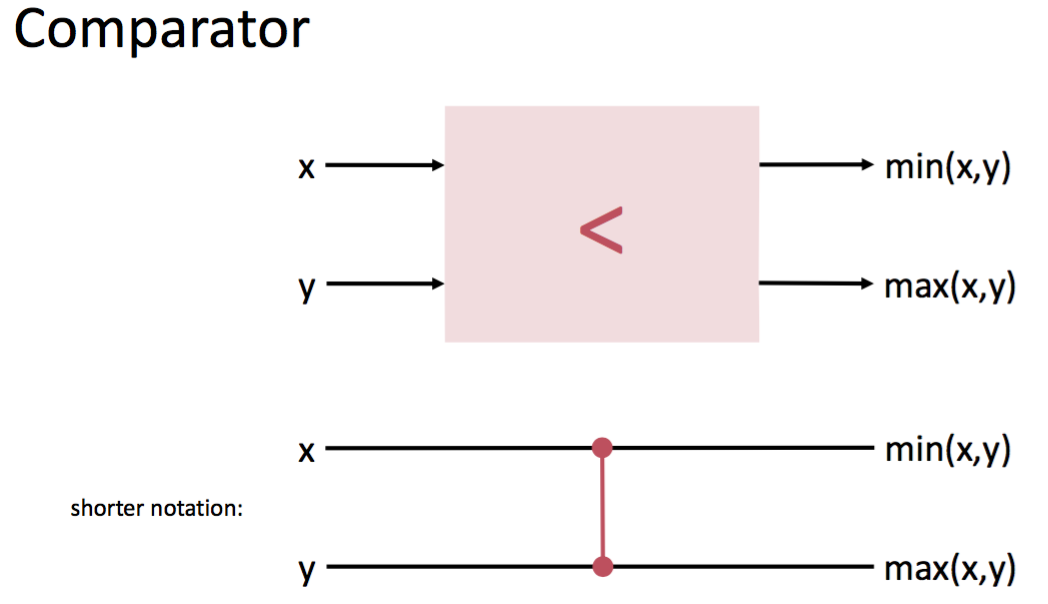 Comparator
x min(x,y)
<
y max(x,y)
x min(x,y)
shorter notation:
y max(x,y)